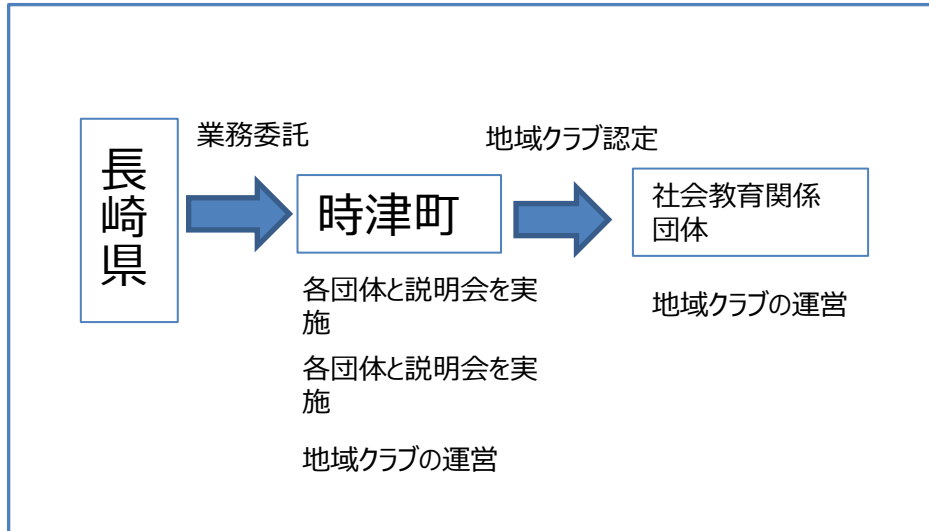 長崎県
業務委託
時津町
各団体と説明会を実
施
各団体と説明会を実
施
地域クラブの運営
地域クラブ認定
社会教育関係
団体
地域クラブの運営